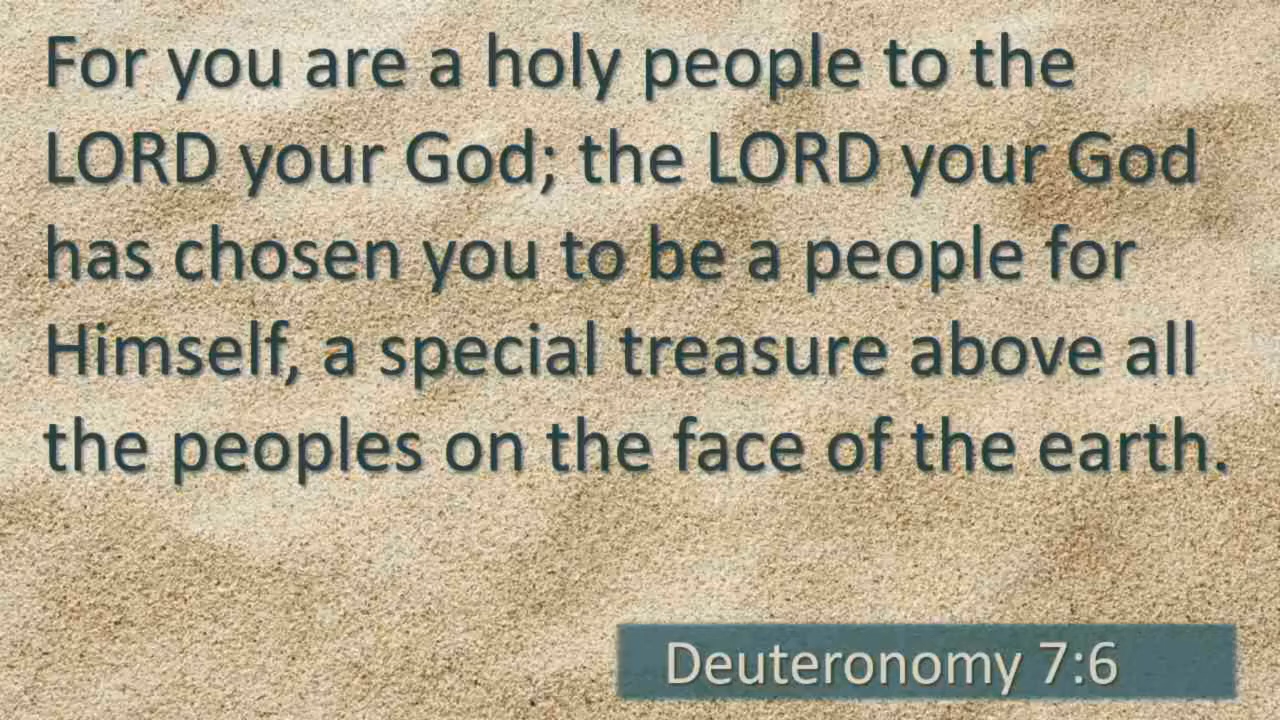 For you are a holy people to the
LORD your God; the LORD your God
has chosen you to be a people for
Himself, a special treasure above all
the peoples on the face of the earth.
Deuteronomy 7:6